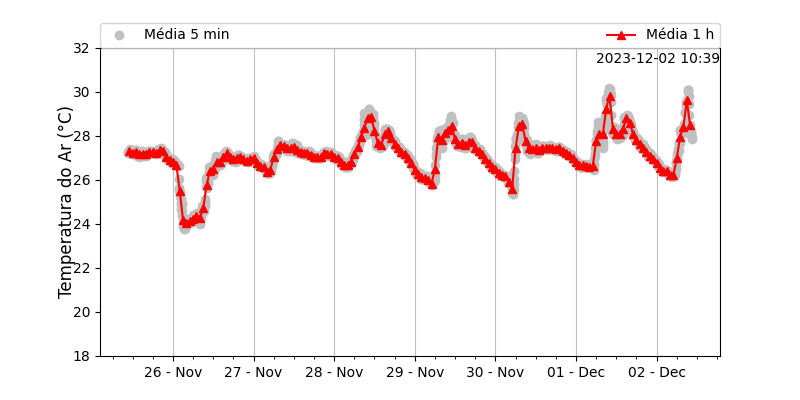 Média 5 min
Média 1 h
2023-12-02 10:39
Temperatura do Ar (°C)
32
30
28
26
24
22
20
18
26 - Nov
27 - Nov
28 - Nov
29 - Nov
30 - Nov
01 - Dec
02 - Dec